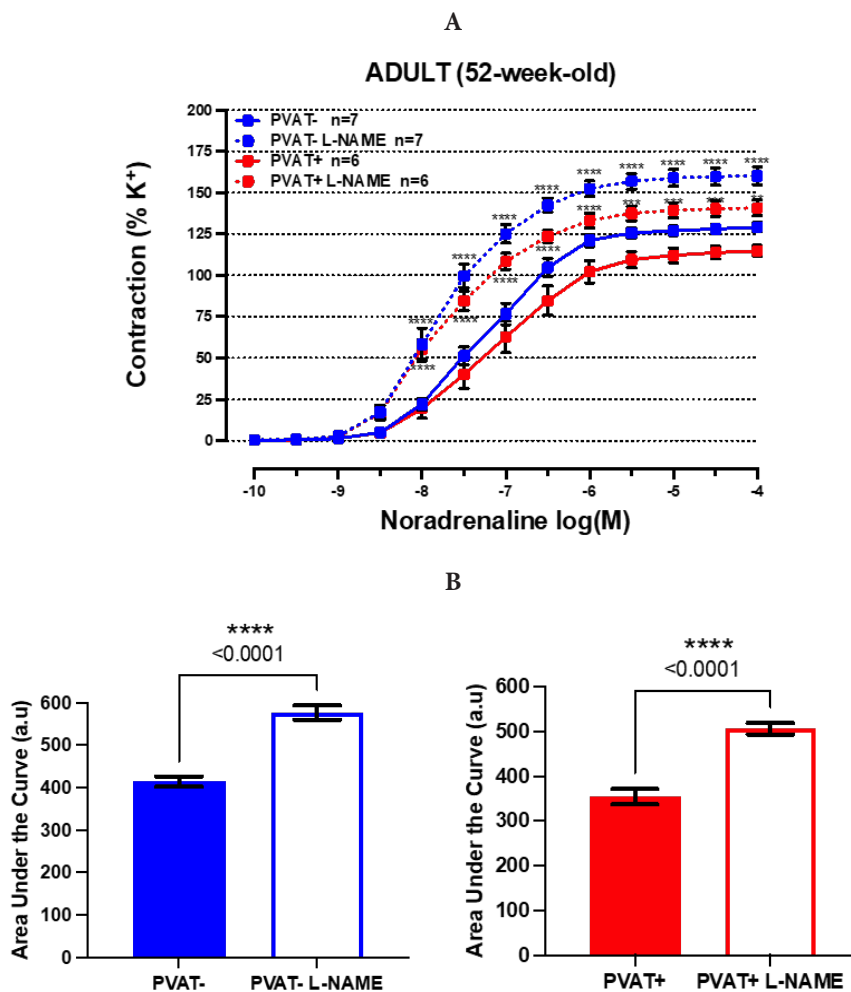 A
ADULT (52-week-old)
Contraction (% K⁺)
200
175
150
125
100
75
50
25
0
PVAT- n=7
PVAT- L-NAME n=7
PVAT+ n=6
PVAT+ L-NAME n=6
**** **** **** ****
****
****
****
****
****
**** *** *** *** **
****
****
****
****
****
-10 -9 -8 -7 -6 -5 -4
Noradrenaline log(M)
B
****
<0.0001
Area Under the Curve (a.u)
600
500
400
300
200
100
0
PVAT- PVAT- L-NAME
****
<0.0001
Area Under the Curve (a.u)
600
500
400
300
200
100
0
PVAT+ PVAT+ L-NAME